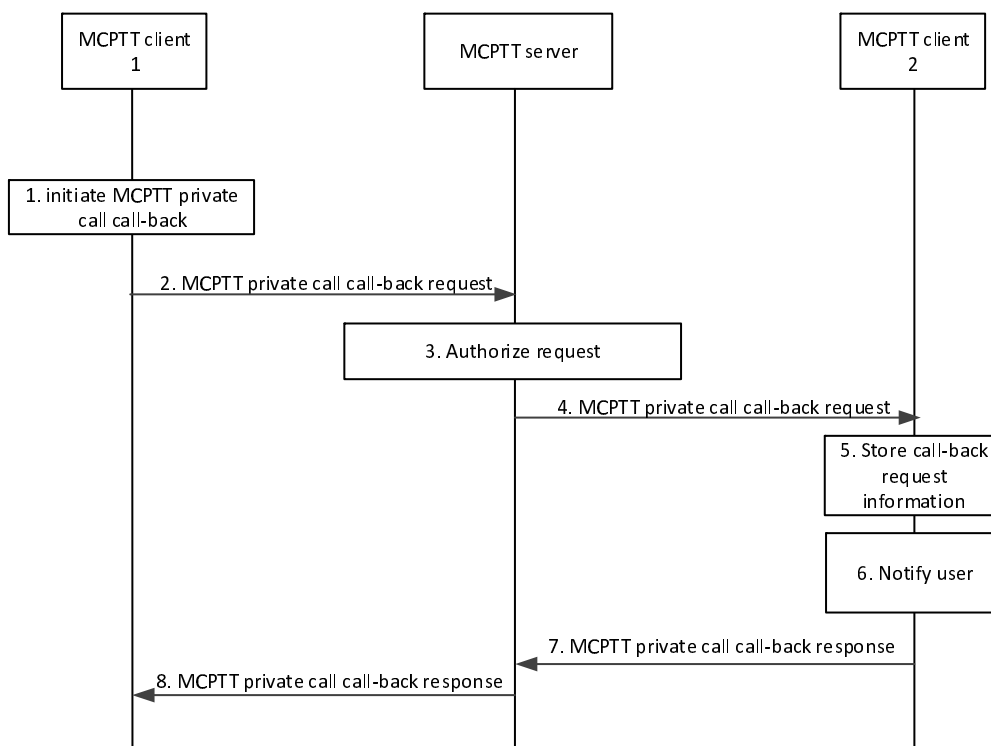 MCPTT client
1
MCPTT server
MCPTT client
2
1. initiate MCPTT private
call call-back
2. MCPTT private call call-back request
3. Authorize request
4. MCPTT private call call-back request
5. Store call-back
request
information
6. Notify user
7. MCPTT private call call-back response
8. MCPTT private call call-back response